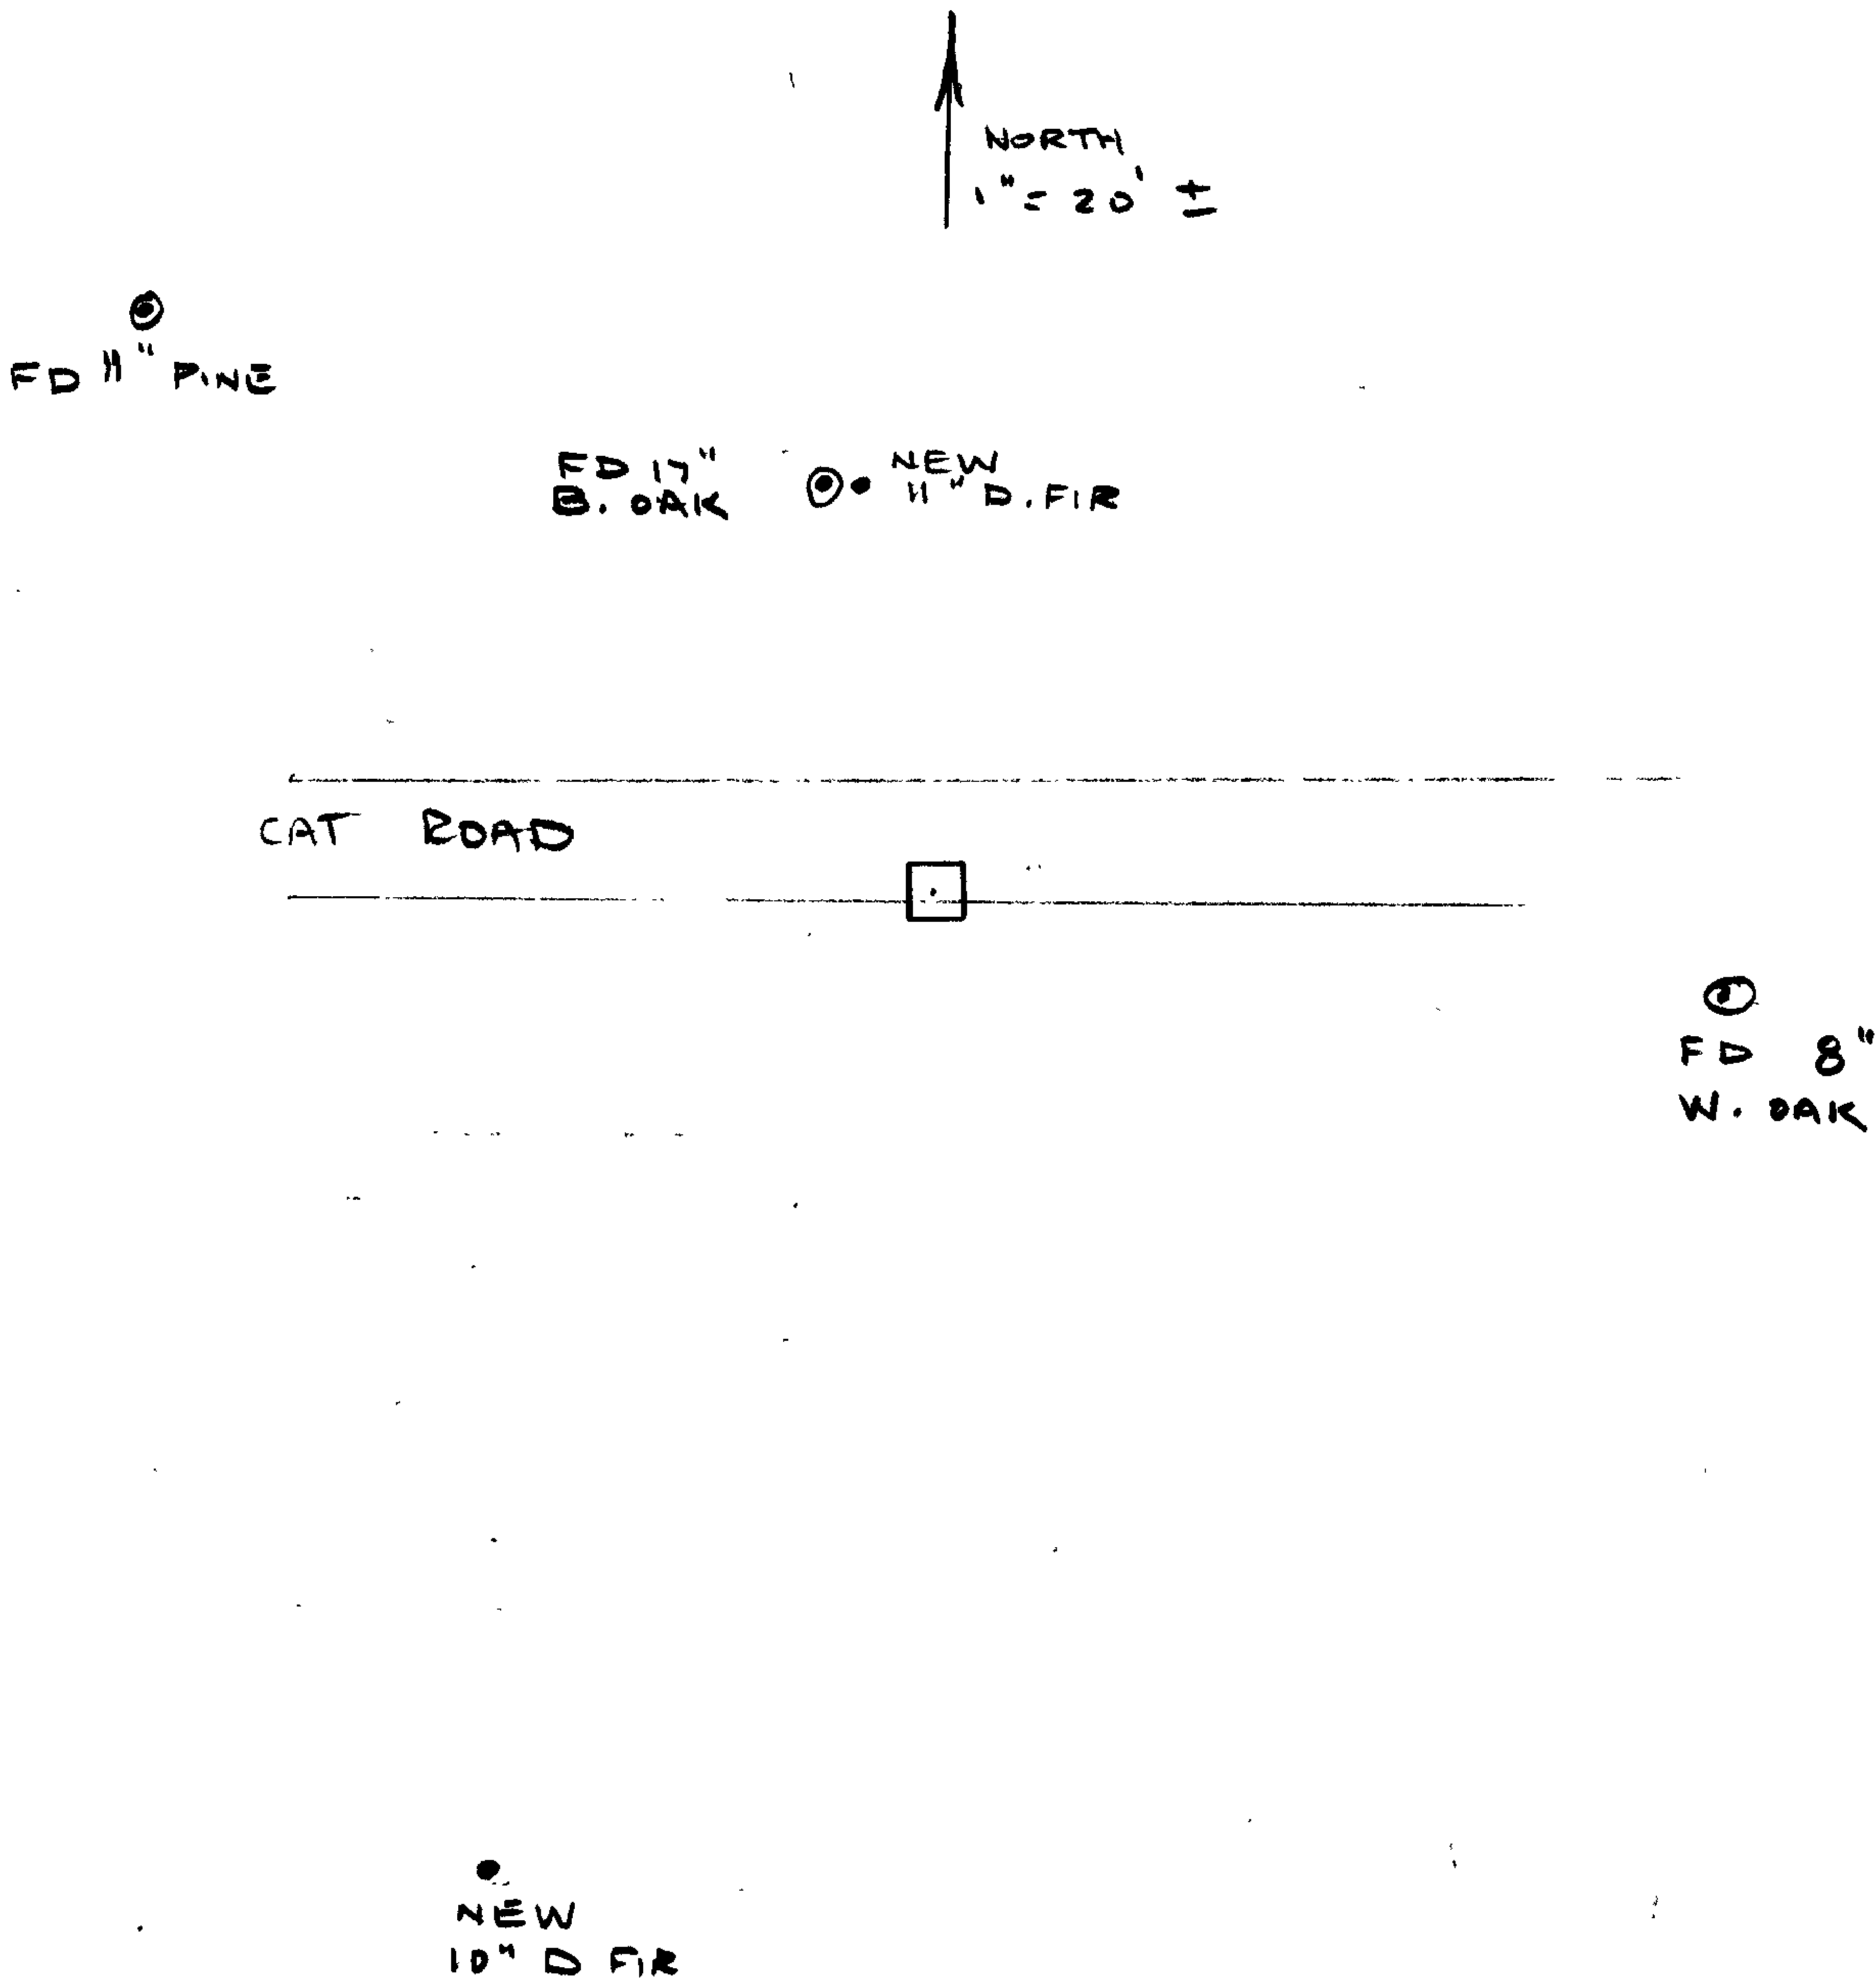 NORTH
1" = 20' ±
FD 11" PINE
FD 17"
B. OAK
NEW
11" D. FIR
CAT ROAD
FD 8"
W. OAK
NEW
10" D FIR